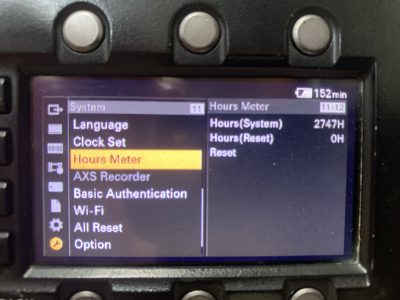 152min
System 11
Language
Clock Set
Hours Meter
AXS Recorder
Basic Authentication
Wi-Fi
All Reset
Option
Hours Meter 11-12
Hours(System) 2747H
Hours(Reset) 0H
Reset